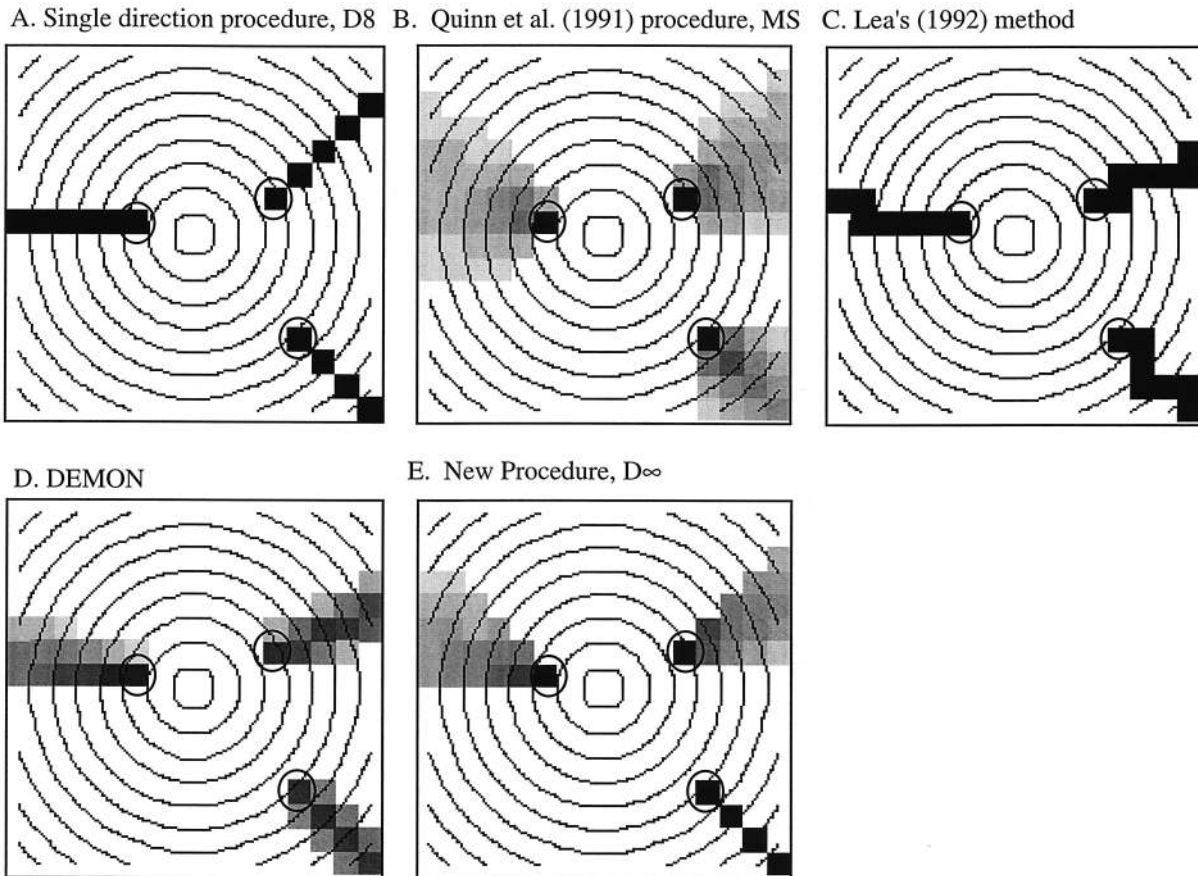 A. Single direction procedure, D8
B. Quinn et al. (1991) procedure, MS
C. Lea's (1992) method
D. DEMON
E. New Procedure, D∞